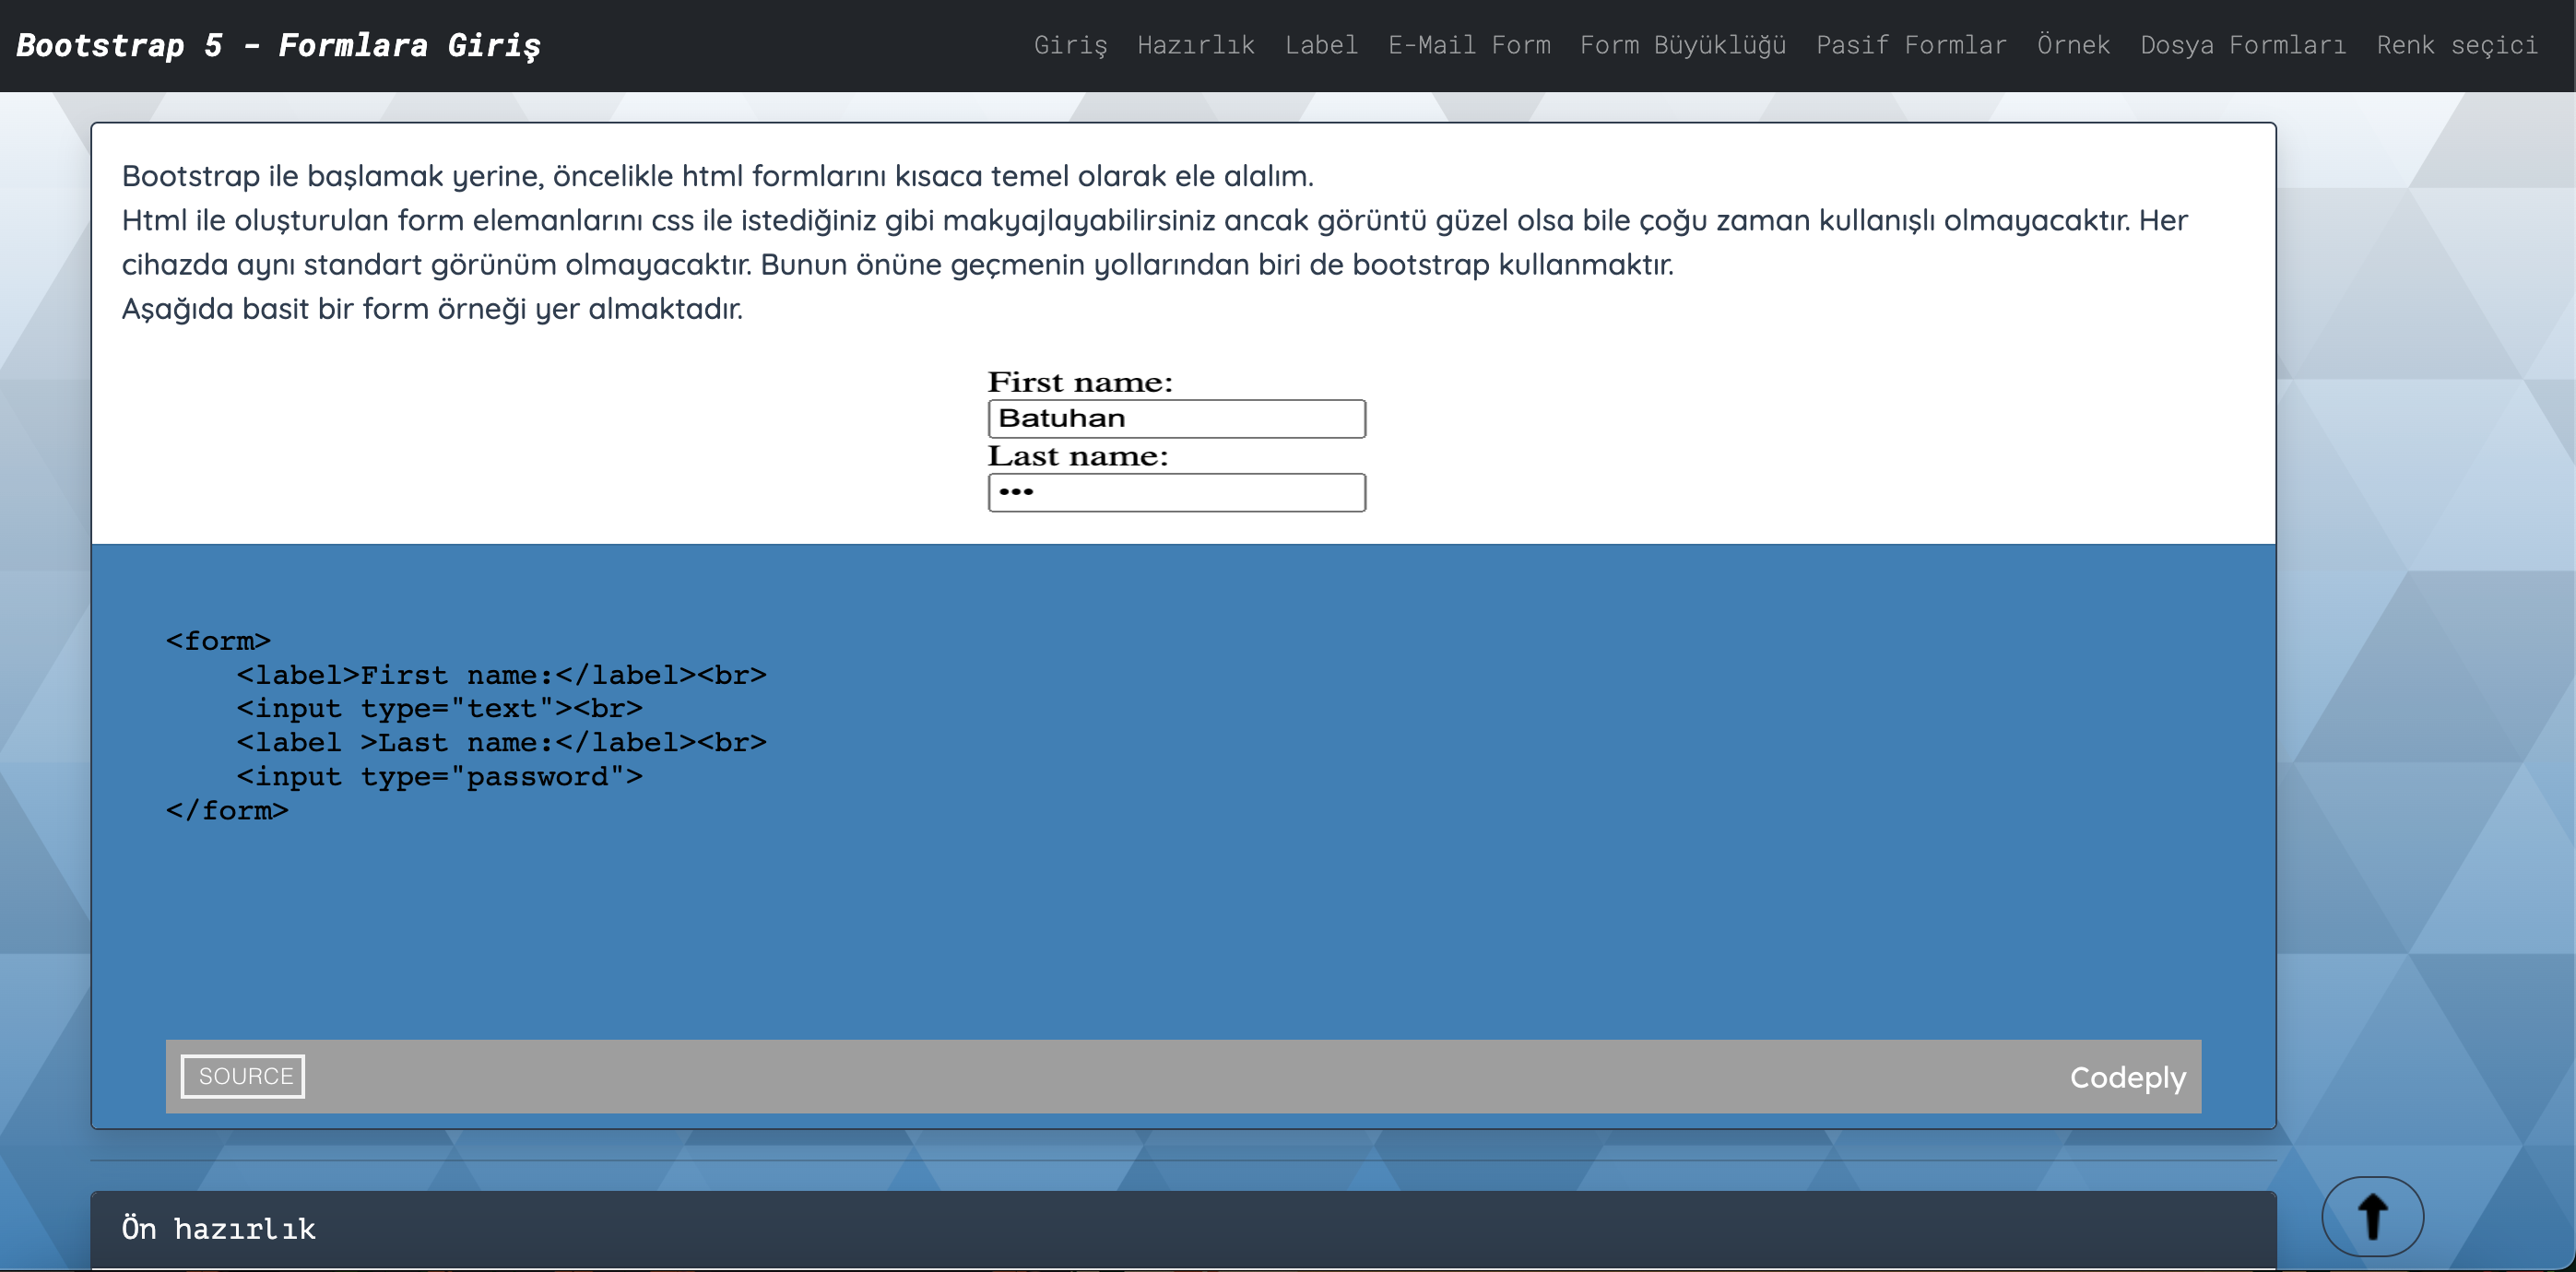 Bootstrap 5 - Formlara Giriş
Giriş Hazırlık Label E-Mail Form Form Büyüklüğü Pasif Formlar Örnek Dosya Formları Renk seçici
Bootstrap ile başlamak yerine, öncelikle html formlarını kısaca temel olarak ele alalım.
Html ile oluşturulan form elemanlarını css ile istediğiniz gibi makyajlayabilirsiniz ancak görüntü güzel olsa bile çoğu zaman kullanışlı olmayacaktır. Her
cihazda aynı standart görünüm olmayacaktır. Bunun önüne geçmenin yollarından biri de bootstrap kullanmaktır.
Aşağıda basit bir form örneği yer almaktadır.
First name:
Batuhan
Last name:
•••
<form>
    <label>First name:</label><br>
    <input type="text"><br>
    <label >Last name:</label><br>
    <input type="password">
</form>
SOURCE
Codeply
Ön hazırlık